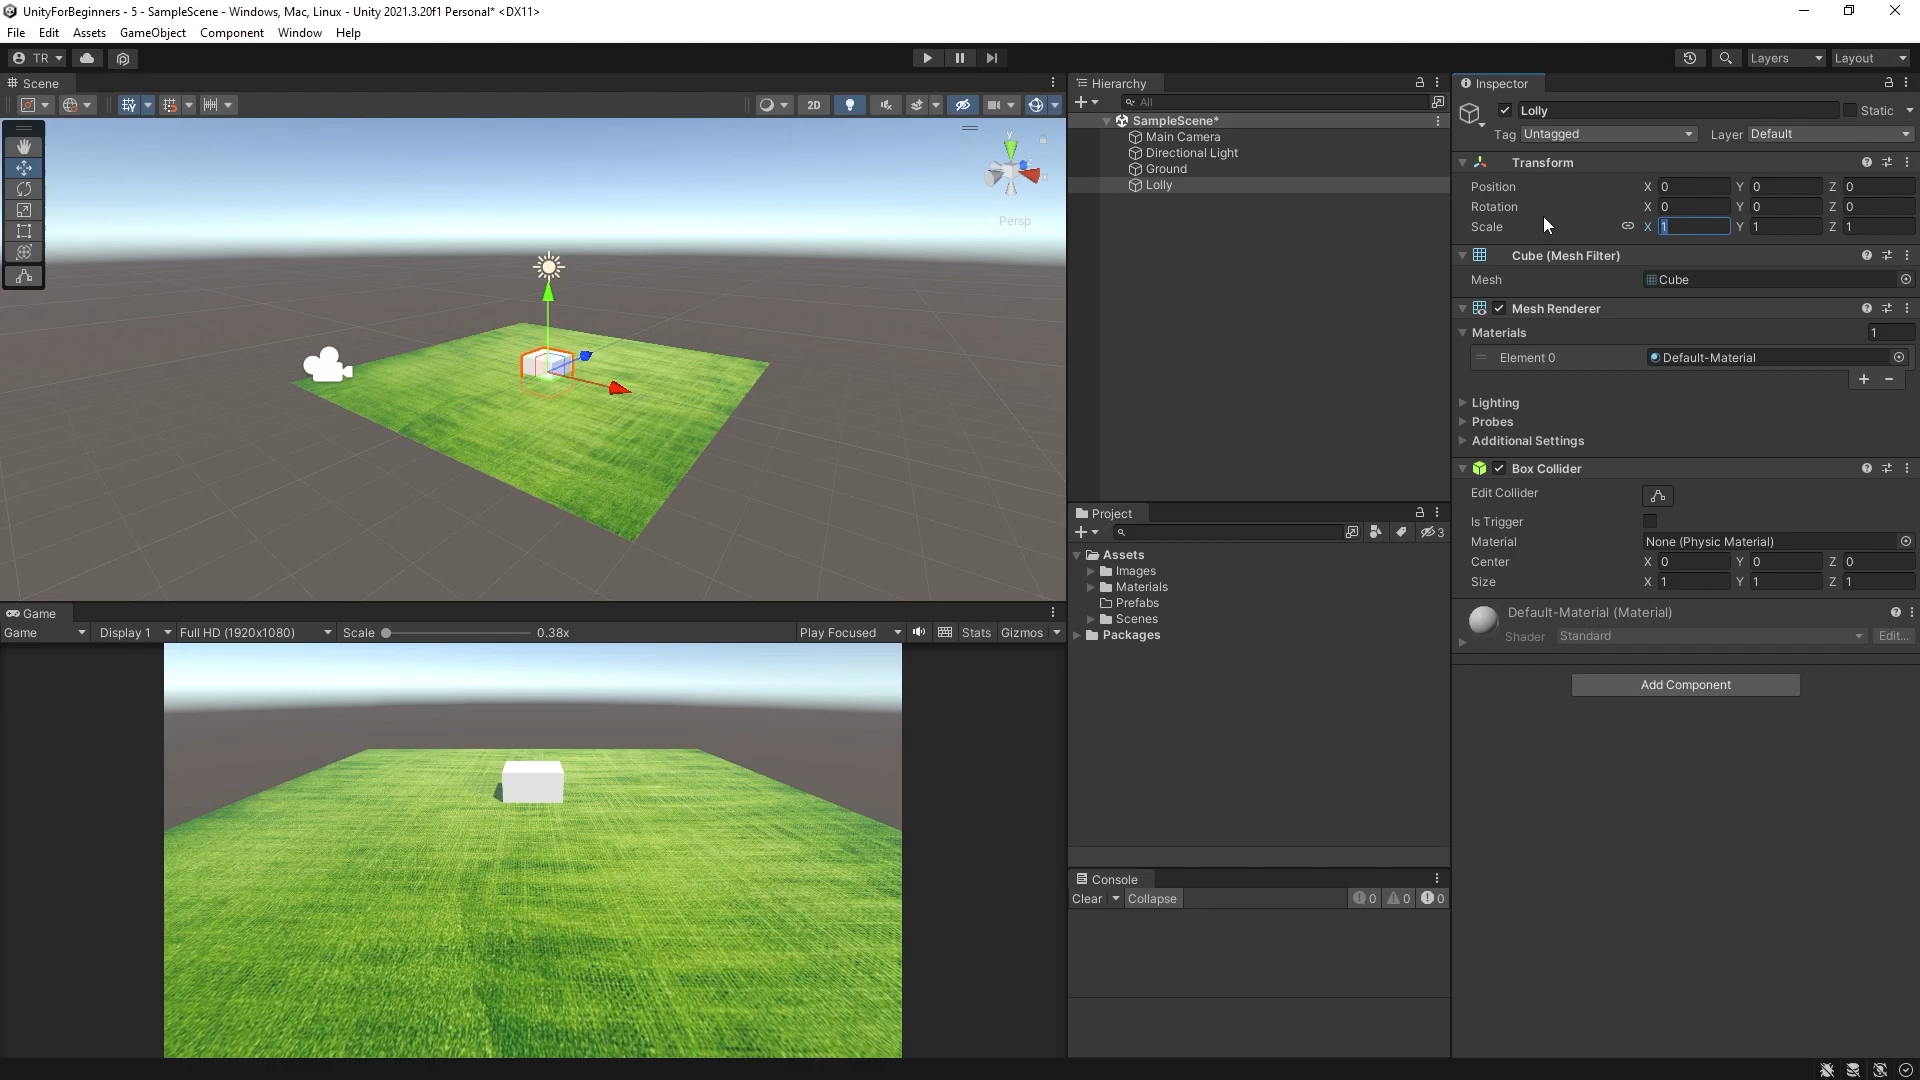 UnityForBeginners - 5 - SampleScene - Windows, Mac, Linux - Unity 2021.3.20f1 Personal* <DX11>
File Edit Assets GameObject Component Window Help
TR Layers Layout
Scene
2D
y
Persp
Game
Game Display 1 Full HD (1920x1080) Scale 0.38x Play Focused Stats Gizmos
Hierarchy
All
SampleScene*
Main Camera
Directional Light
Ground
Lolly
Project
3
Assets
Images
Materials
Prefabs
Scenes
Packages
Console
Clear Collapse 0 0 0
Inspector
Lolly Static
Tag Untagged Layer Default
Transform
Position X 0 Y 0 Z 0
Rotation X 0 Y 0 Z 0
Scale X 1 Y 1 Z 1
Cube (Mesh Filter)
Mesh Cube
Mesh Renderer
Materials 1
Element 0 Default-Material
Lighting
Probes
Additional Settings
Box Collider
Edit Collider
Is Trigger
Material None (Physic Material)
Center X 0 Y 0 Z 0
Size X 1 Y 1 Z 1
Default-Material (Material)
Shader Standard Edit...
Add Component